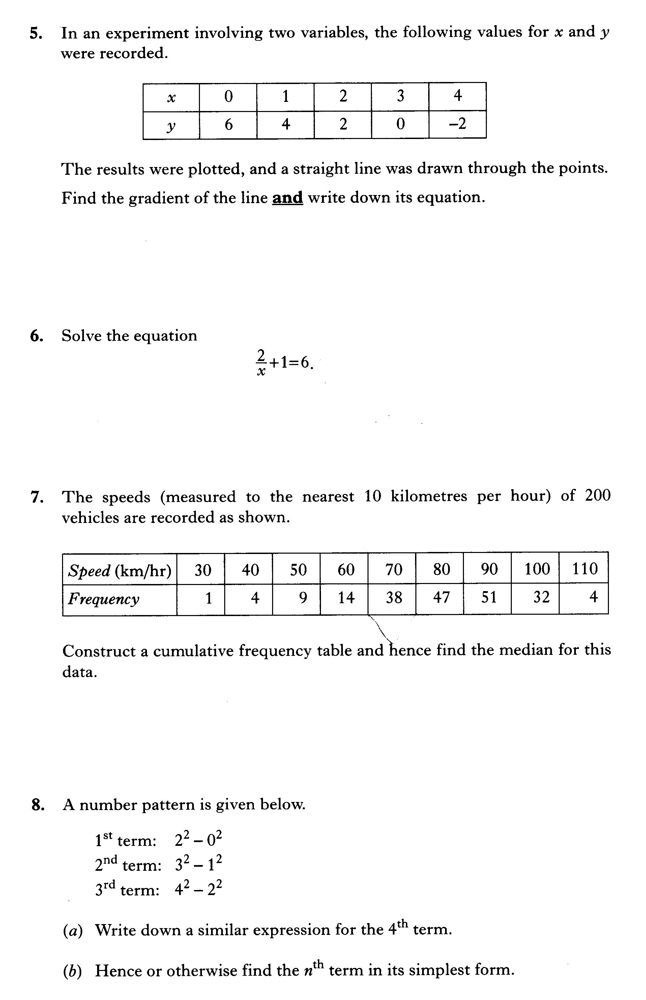 5. In an experiment involving two variables, the following values for x and y
were recorded.
x 0 1 2 3 4
y 6 4 2 0 –2
The results were plotted, and a straight line was drawn through the points.
Find the gradient of the line and write down its equation.
6. Solve the equation
2/x+1=6.
7. The speeds (measured to the nearest 10 kilometres per hour) of 200
vehicles are recorded as shown.
Speed (km/hr) 30 40 50 60 70 80 90 100 110
Frequency 1 4 9 14 38 47 51 32 4
Construct a cumulative frequency table and hence find the median for this
data.
8. A number pattern is given below.
1st term: 2² – 0²
2nd term: 3² – 1²
3rd term: 4² – 2²
(a) Write down a similar expression for the 4th term.
(b) Hence or otherwise find the nth term in its simplest form.